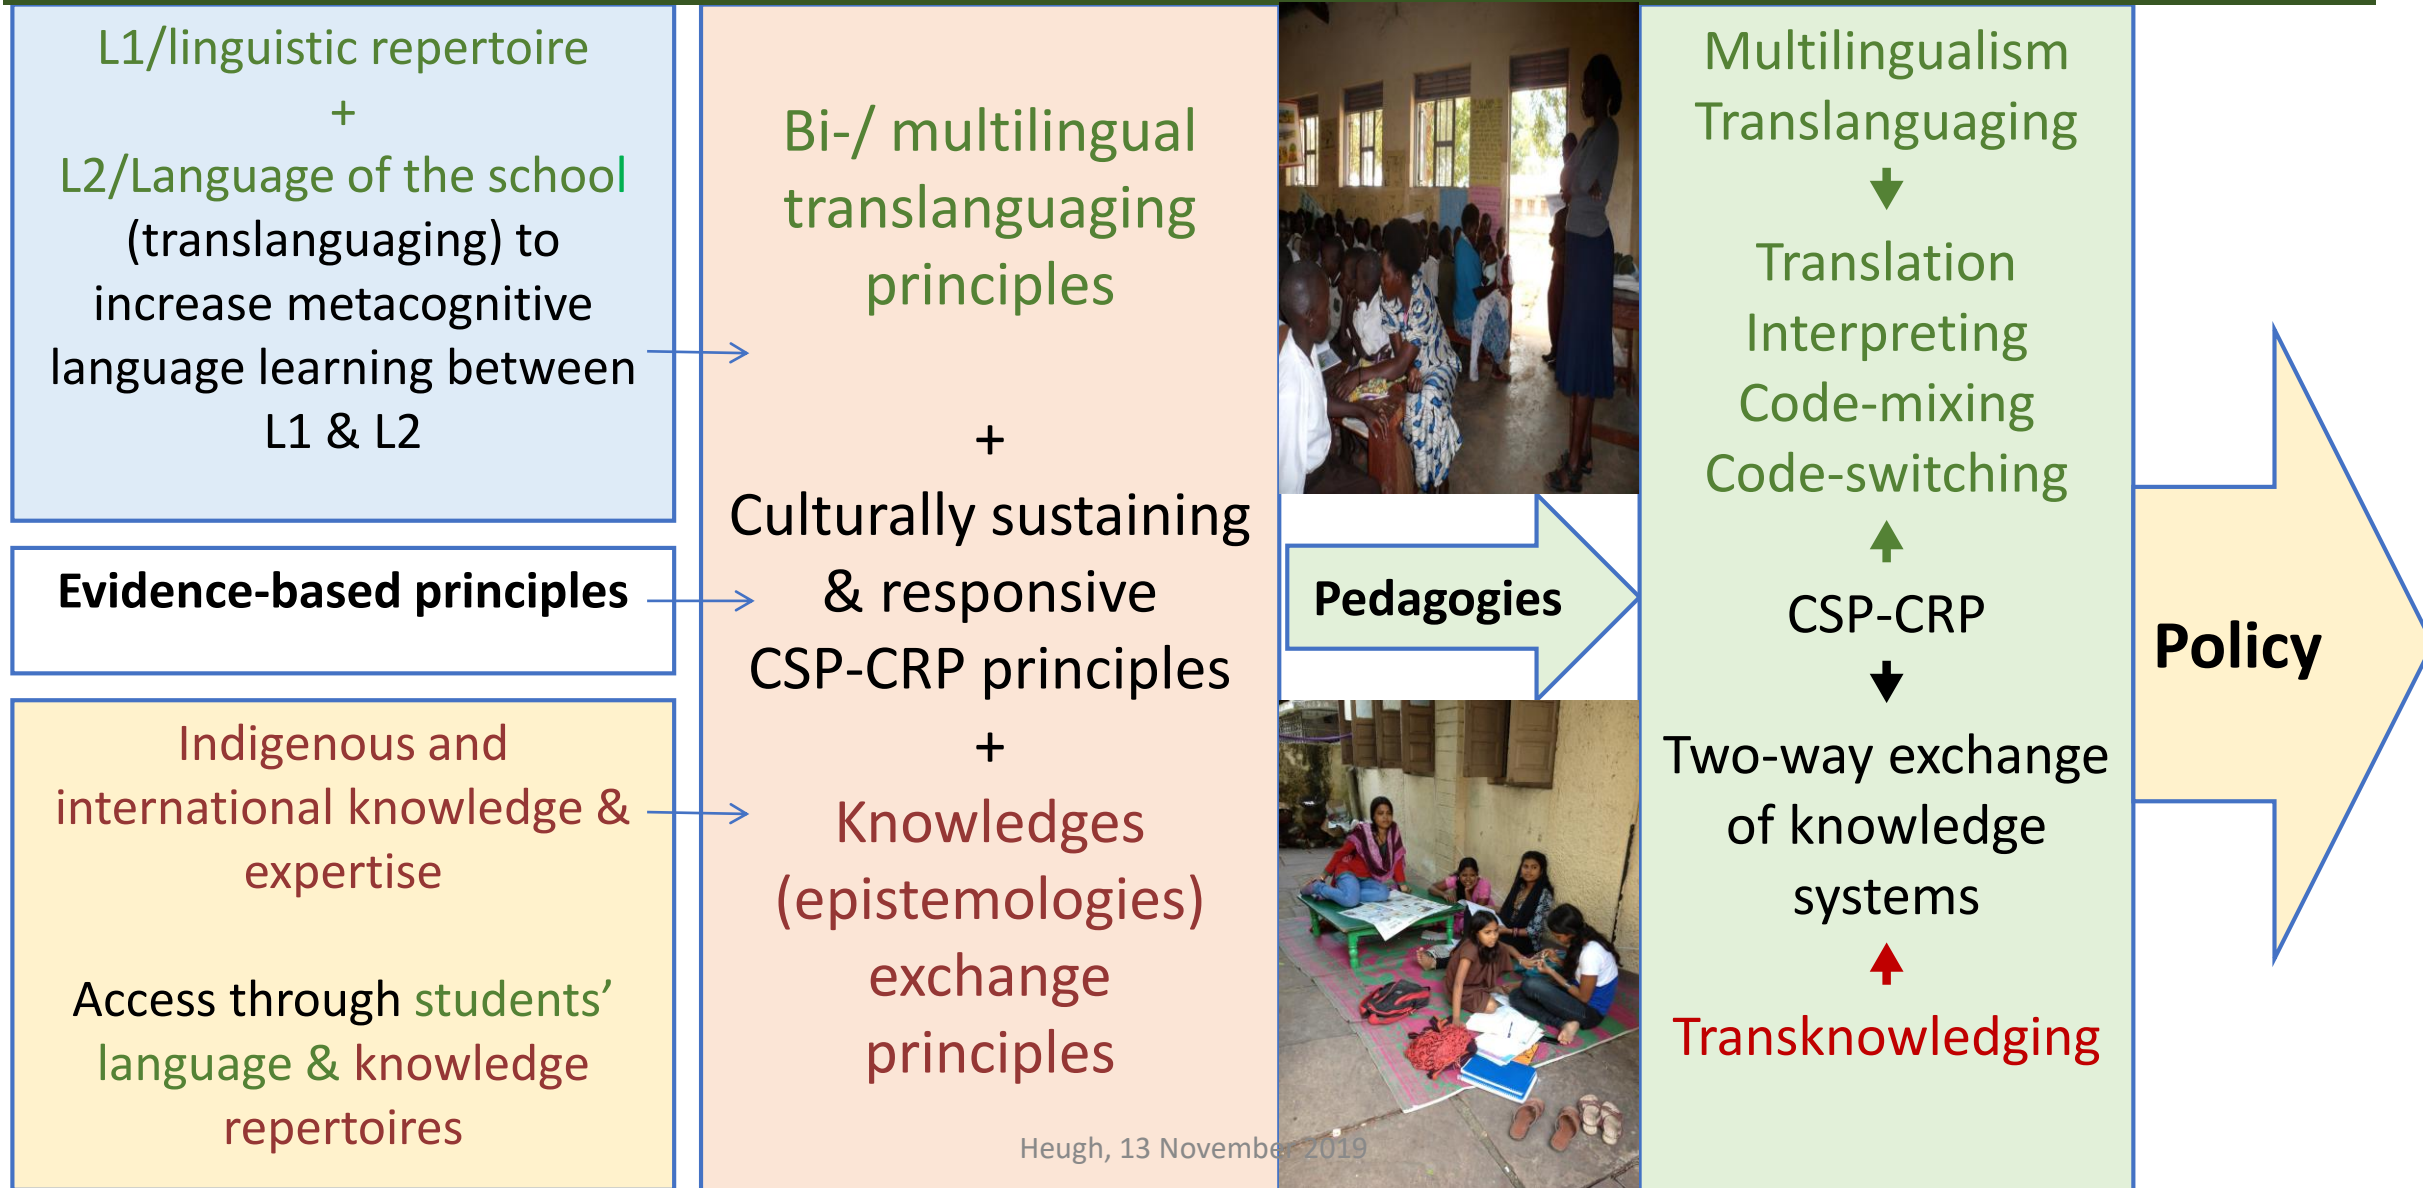 L1/linguistic repertoire
+
L2/Language of the school
(translanguaging) to
increase metacognitive
language learning between
L1 & L2
Evidence-based principles
Indigenous and
international knowledge &
expertise
Access through students’
language & knowledge
repertoires
Bi-/ multilingual
translanguaging
principles
+
Culturally sustaining
& responsive
CSP-CRP principles
+
Knowledges
(epistemologies)
exchange
principles
Pedagogies
Multilingualism
Translanguaging
Translation
Interpreting
Code-mixing
Code-switching
CSP-CRP
Two-way exchange
of knowledge
systems
Transknowledging
Policy
Heugh, 13 November 2019